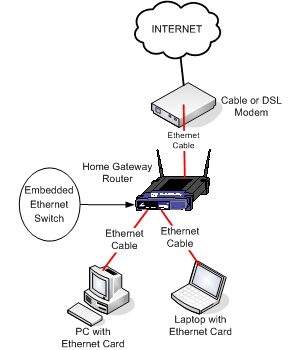 INTERNET
Cable or DSL
Modem
Ethernet
Cable
Home Gateway
Router
Embedded
Ethernet
Switch
Ethernet
Cable
Ethernet
Cable
PC with
Ethernet Card
Laptop with
Ethernet Card